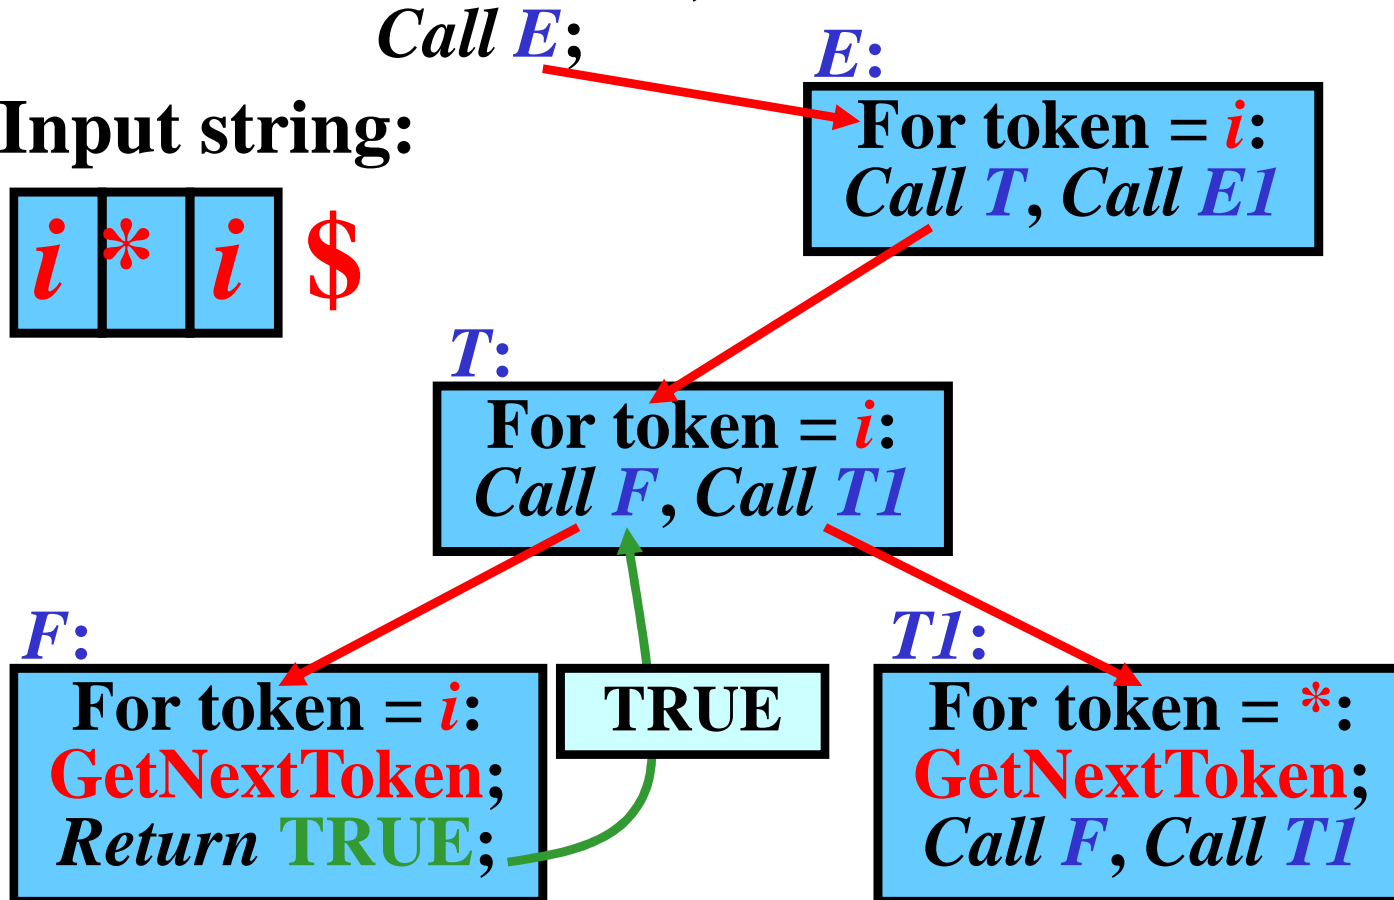 Call E;
E:
For token = i:
Call T, Call E1
Input string:
i * i $
T:
For token = i:
Call F, Call T1
F:
For token = i:
GetNextToken;
Return TRUE;
TRUE
T1:
For token = *:
GetNextToken;
Call F, Call T1